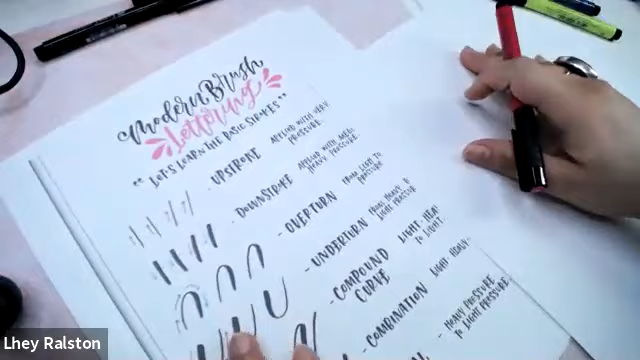 Modern Brush
Lettering
"LET'S LEARN THE BASIC STROKES"
- UPSTROKE APPLIED WITH VERY
PRESSURE.
- DOWNSTROKE APPLIED WITH
HEAVY PRESSURE.
- OVERTURN FROM LIGHT TO
PRESSURE
- UNDERTURN FROM HEAVY &
LIGHT PRESSURE
- COMPOUND
CURVE
LIGHT-HEAVY
TO LIGHT.
- COMBINATION LIGHT-HEAVY-
- HEAVY PRESSURE
TO LIGHT PRESSURE.
Lhey Ralston